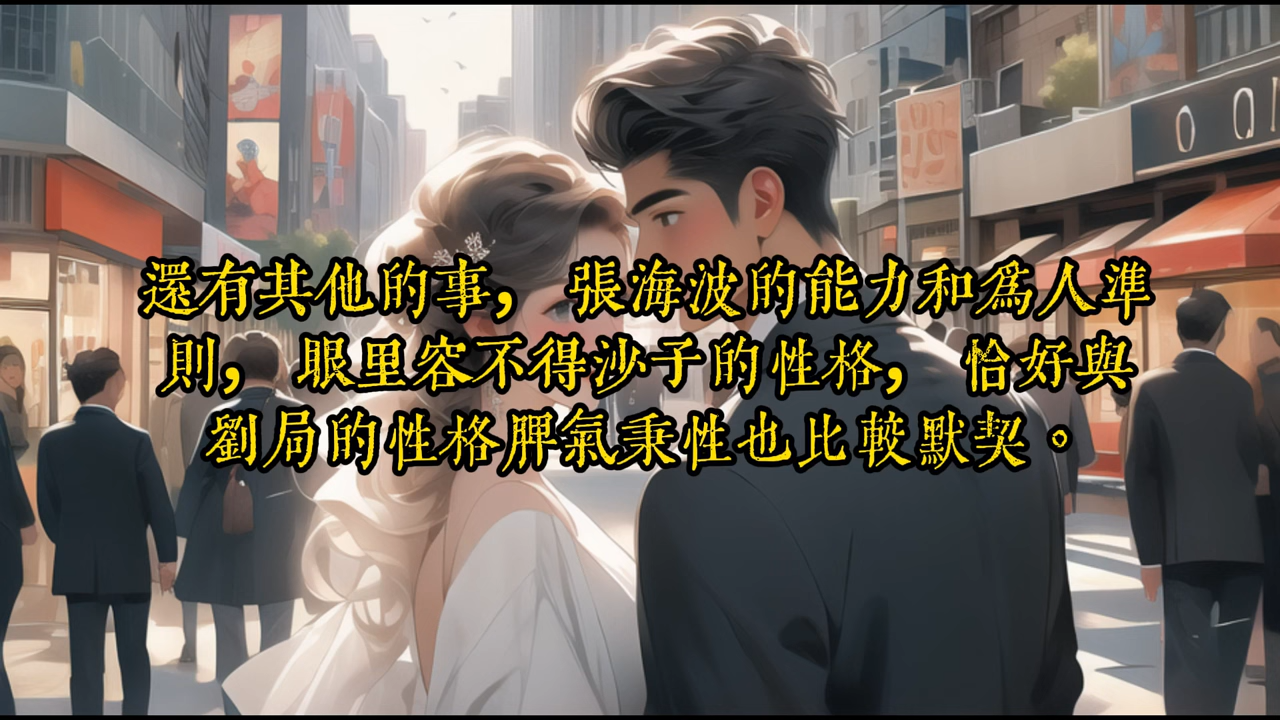 還有其他的事，張海波的能力和爲人準
則，眼里容不得沙子的性格，恰好與
劉局的性格脾氣秉性也比較默契。